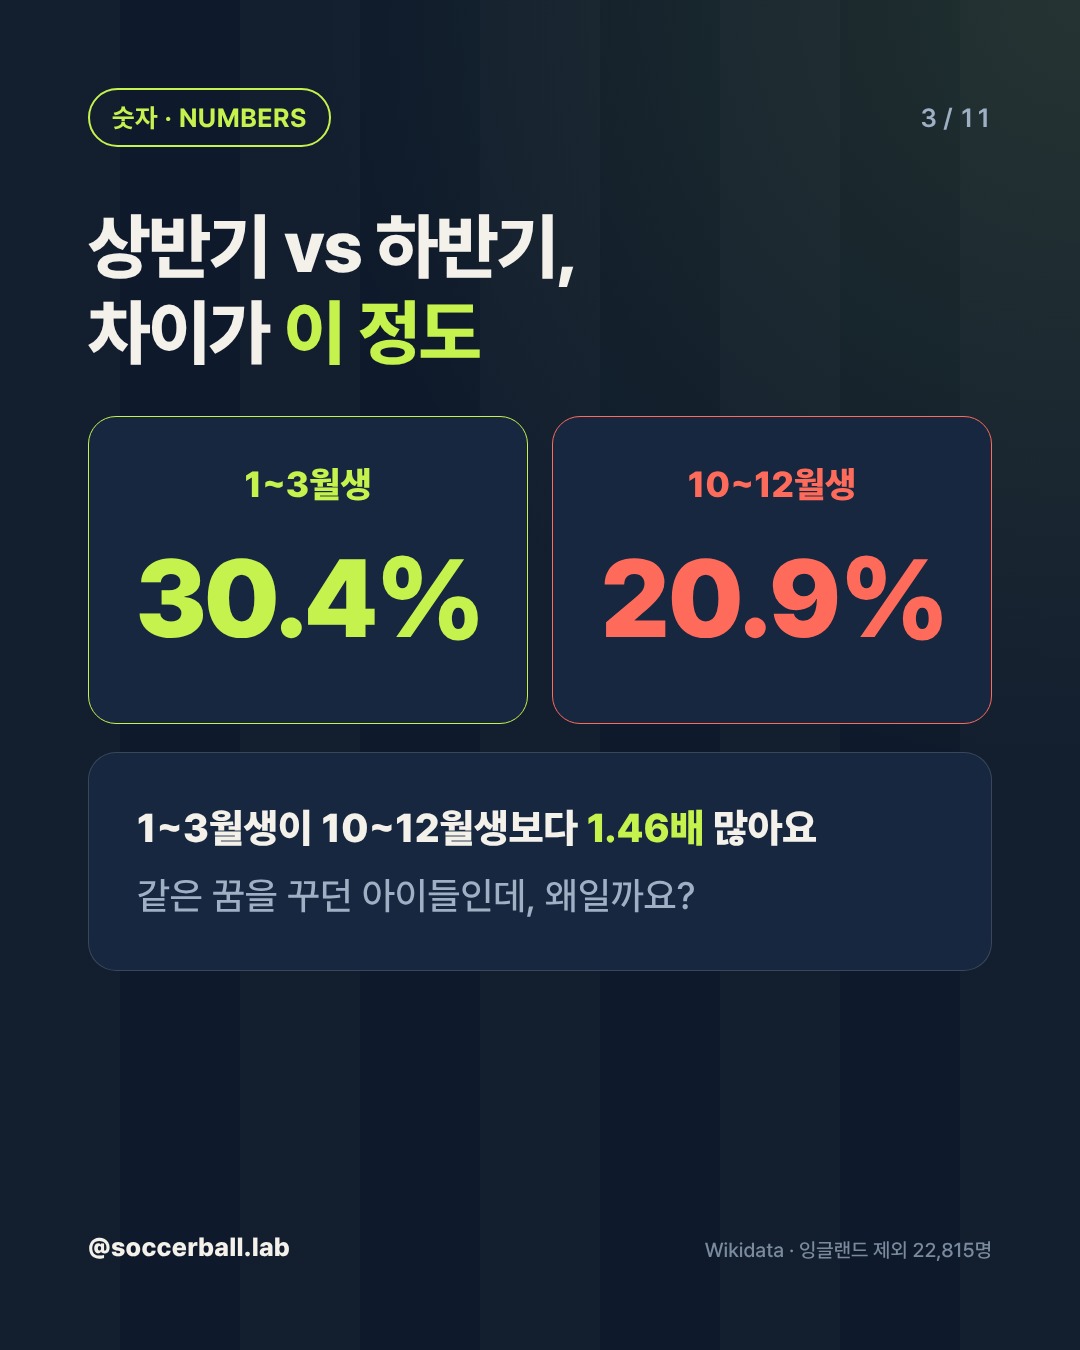 숫자 · NUMBERS
3 / 11
상반기 vs 하반기,
차이가 이 정도
1~3월생
30.4%
10~12월생
20.9%
1~3월생이 10~12월생보다 1.46배 많아요
같은 꿈을 꾸던 아이들인데, 왜일까요?
@soccerball.lab
Wikidata · 잉글랜드 제외 22,815명